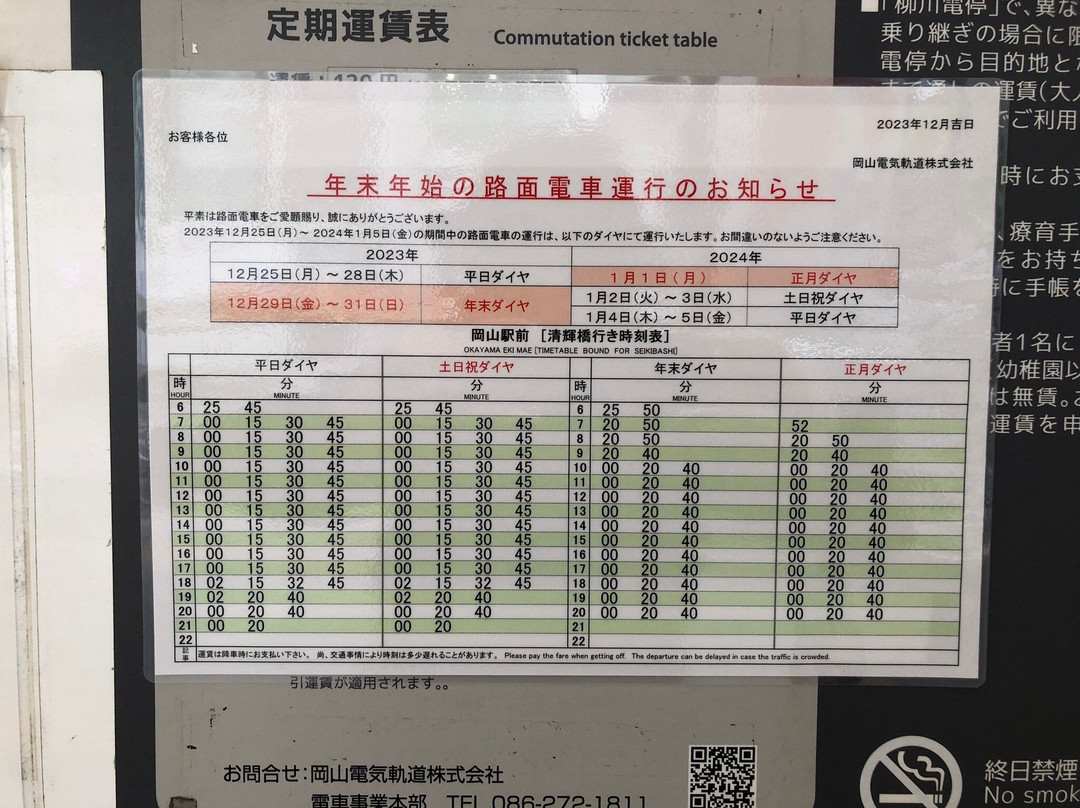 定期運賃表 Commutation ticket table
「柳川電停」で、異な
乗り継ぎの場合に限
電停から目的地とな
運賃(大人
でご利用
時にお支
、療育手
をお持ち
時に手帳を
者1名に
幼稚園以
は無賃。お
運賃を申
お客様各位
2023年12月吉日
岡山電気軌道株式会社
年末年始の路面電車運行のお知らせ
平素は路面電車をご愛顧賜り、誠にありがとうございます。
2023年12月25日(月)~ 2024年1月5日(金)の期間中の路面電車の運行は、以下のダイヤにて運行いたします。お間違いのないようご注意ください。
2023年 2024年
12月25日(月) ~ 28日(木) 平日ダイヤ 1月1日(月) 正月ダイヤ
12月29日(金) ~ 31日(日) 年末ダイヤ 1月2日(火) ~ 3日(水) 土日祝ダイヤ
1月4日(木) ~ 5日(金) 平日ダイヤ
岡山駅前 [清輝橋行き時刻表]
OKAYAMA EKI MAE [TIMETABLE BOUND FOR SEIKIBASHI]
平日ダイヤ 土日祝ダイヤ 年末ダイヤ 正月ダイヤ
時 分 分 時 分 分
HOUR MINUTE MINUTE HOUR MINUTE MINUTE
6 25 45 25 45 6 25 50
7 00 15 30 45 00 15 30 45 7 20 50 52
8 00 15 30 45 00 15 30 45 8 20 50 20 50
9 00 15 30 45 00 15 30 45 9 20 40 20 40
10 00 15 30 45 00 15 30 45 10 00 20 40 00 20 40
11 00 15 30 45 00 15 30 45 11 00 20 40 00 20 40
12 00 15 30 45 00 15 30 45 12 00 20 40 00 20 40
13 00 15 30 45 00 15 30 45 13 00 20 40 00 20 40
14 00 15 30 45 00 15 30 45 14 00 20 40 00 20 40
15 00 15 30 45 00 15 30 45 15 00 20 40 00 20 40
16 00 15 30 45 00 15 30 45 16 00 20 40 00 20 40
17 00 15 30 45 00 15 30 45 17 00 20 40 00 20 40
18 02 15 32 45 02 15 32 45 18 00 20 40 00 20 40
19 02 20 40 02 20 40 19 00 20 40 00 20 40
20 00 20 40 00 20 40 20 00 20 40 00 20 40
21 00 20 00 20 21
22 22
記事 運賃は降車時にお支払い下さい。 尚、交通事情により時刻は多少遅れることがあります。 Please pay the fare when getting off. The departure can be delayed in case the traffic is crowded.
引運賃が適用されます。
お問合せ:岡山電気軌道株式会社
電車事業本部 TEL 086-272-1811
終日禁煙
No smok